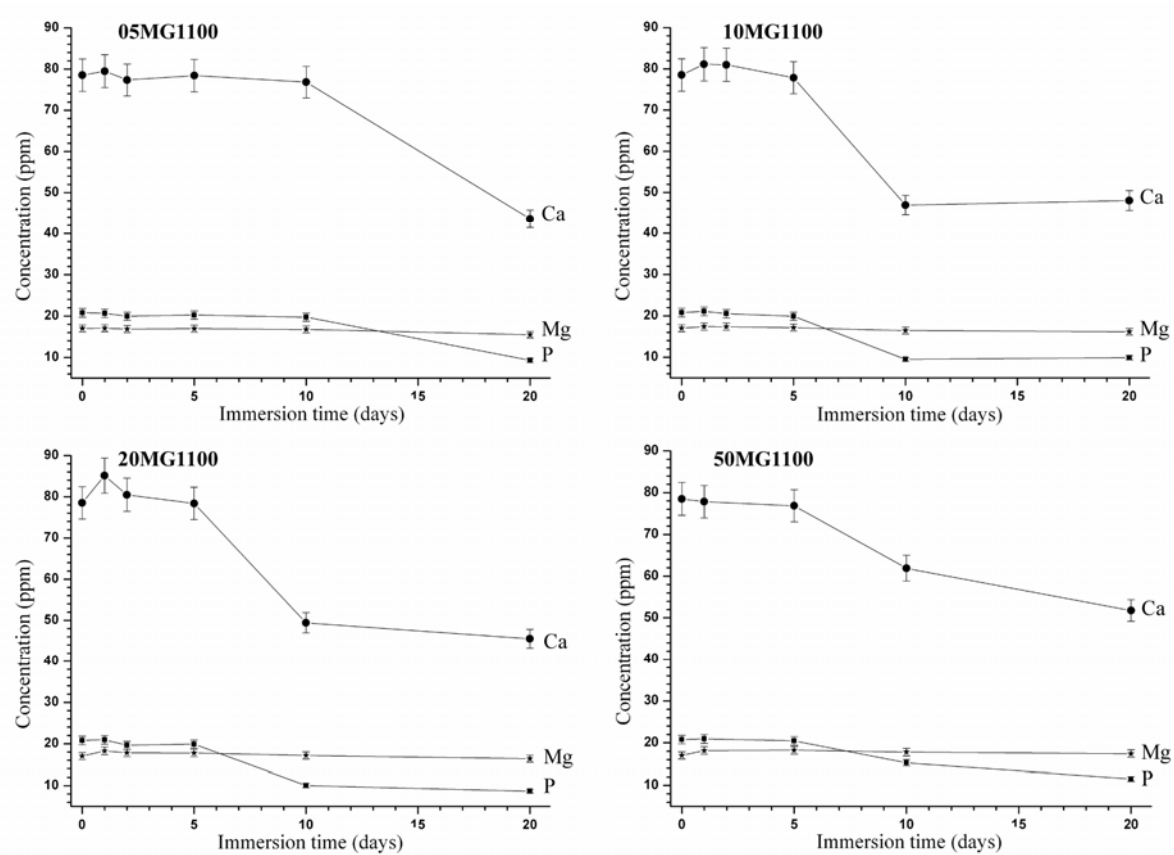 05MG1100
90
80
70
60
50
40
30
20
10
Concentration (ppm)
Ca
Mg
P
0 5 10 15 20
Immersion time (days)
10MG1100
90
80
70
60
50
40
30
20
10
Concentration (ppm)
Ca
Mg
P
0 5 10 15 20
Immersion time (days)
20MG1100
90
80
70
60
50
40
30
20
10
Concentration (ppm)
Ca
Mg
P
0 5 10 15 20
Immersion time (days)
50MG1100
90
80
70
60
50
40
30
20
10
Concentration (ppm)
Ca
Mg
P
0 5 10 15 20
Immersion time (days)